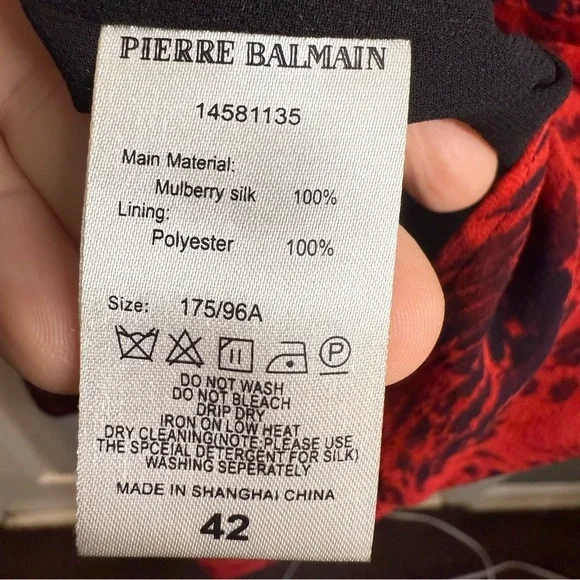 PIERRE BALMAIN
14581135
Main Material:
Mulberry silk 100%
Lining:
Polyester 100%
Size: 175/96A
P
DO NOT WASH
DO NOT BLEACH
DRIP DRY
IRON ON LOW HEAT
DRY CLEANING(NOTE:PLEASE USE
THE SPCEIAL DETERGENT FOR SILK)
WASHING SEPERATELY
MADE IN SHANGHAI CHINA
42